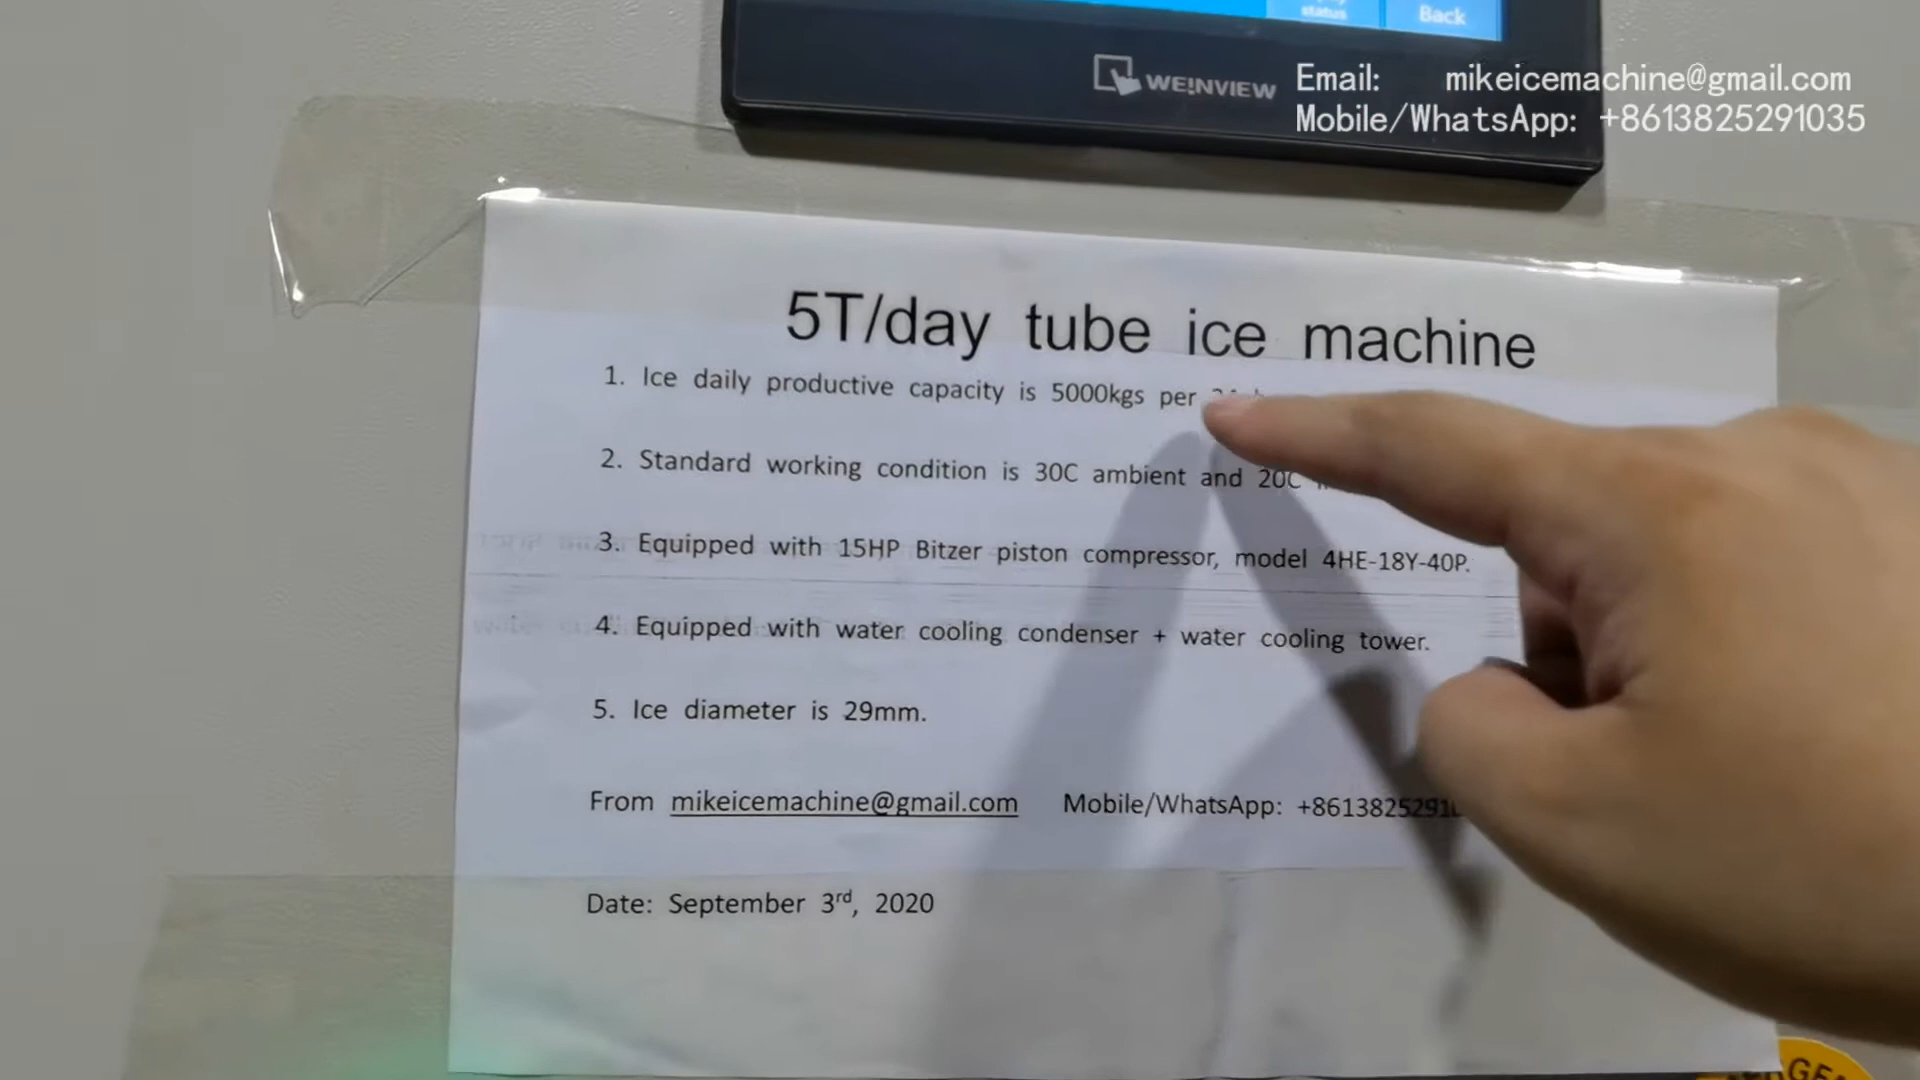 status
Back
WEINVIEW
Email: mikeicemachine@gmail.com
Mobile/WhatsApp: +8613825291035
5T/day tube ice machine
1. Ice daily productive capacity is 5000kgs per
2. Standard working condition is 30C ambient and 20C
3. Equipped with 15HP Bitzer piston compressor, model 4HE-18Y-40P.
4. Equipped with water cooling condenser + water cooling tower.
5. Ice diameter is 29mm.
From mikeicemachine@gmail.com Mobile/WhatsApp:
Date: September 3rd, 2020